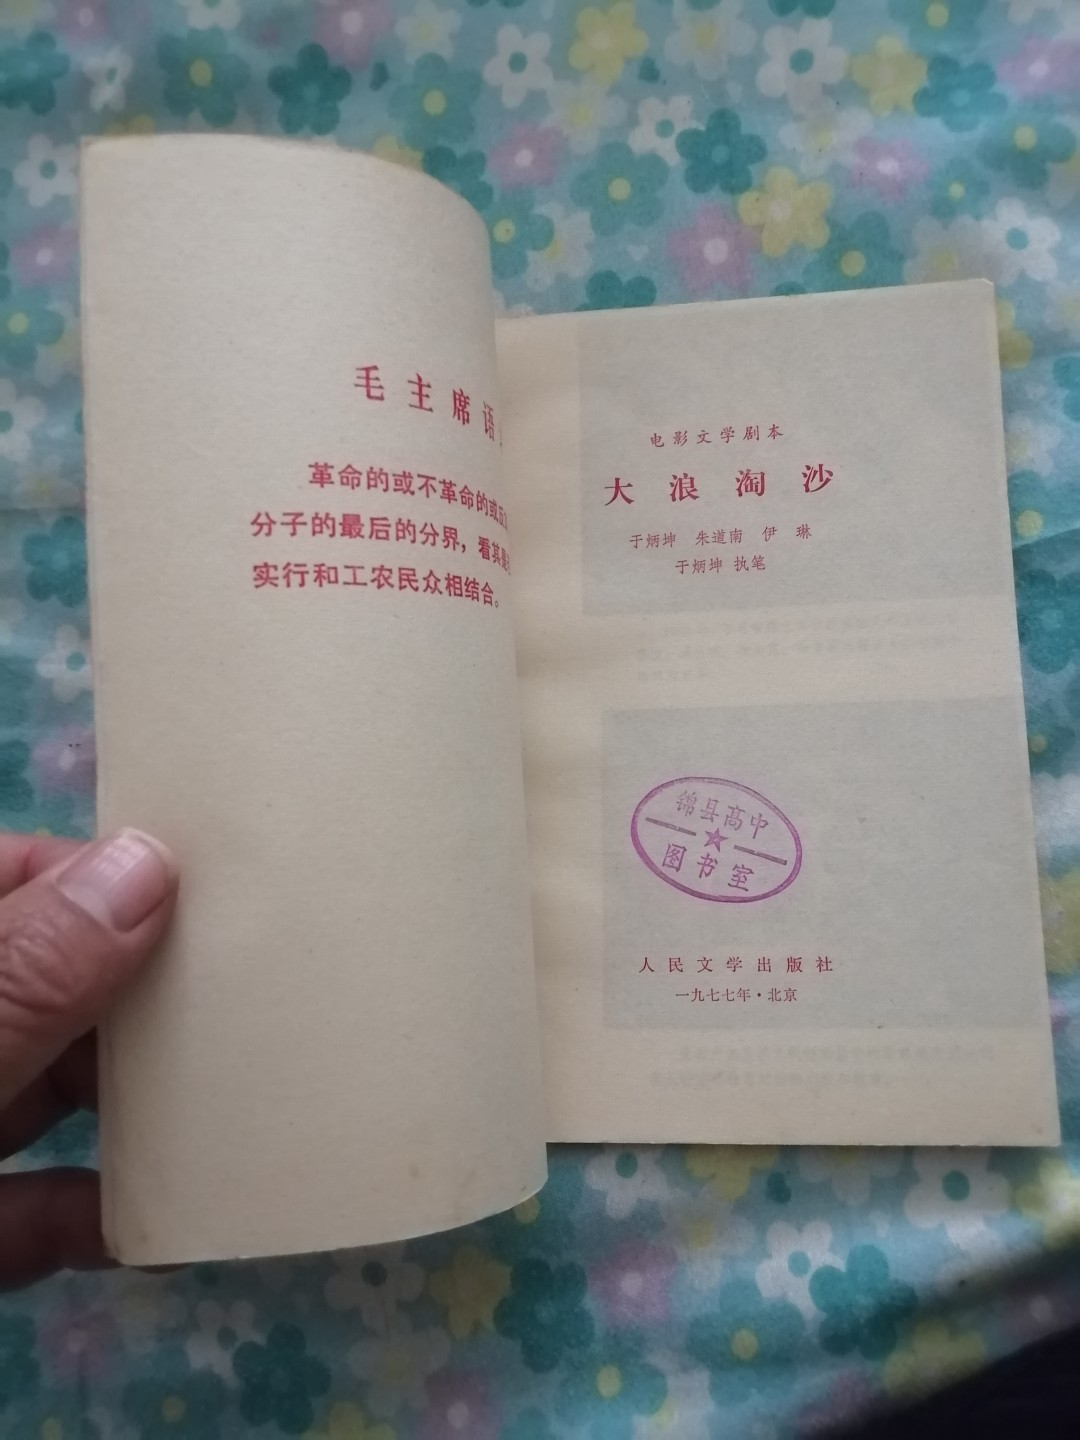 毛主席语
革命的或不革命的或反
分子的最后的分界，看其是
实行和工农民众相结合。
电影文学剧本
大浪淘沙
于炳坤 朱道南 伊琳
于炳坤 执笔
锦县高中
图书室
人民文学出版社
一九七七年·北京